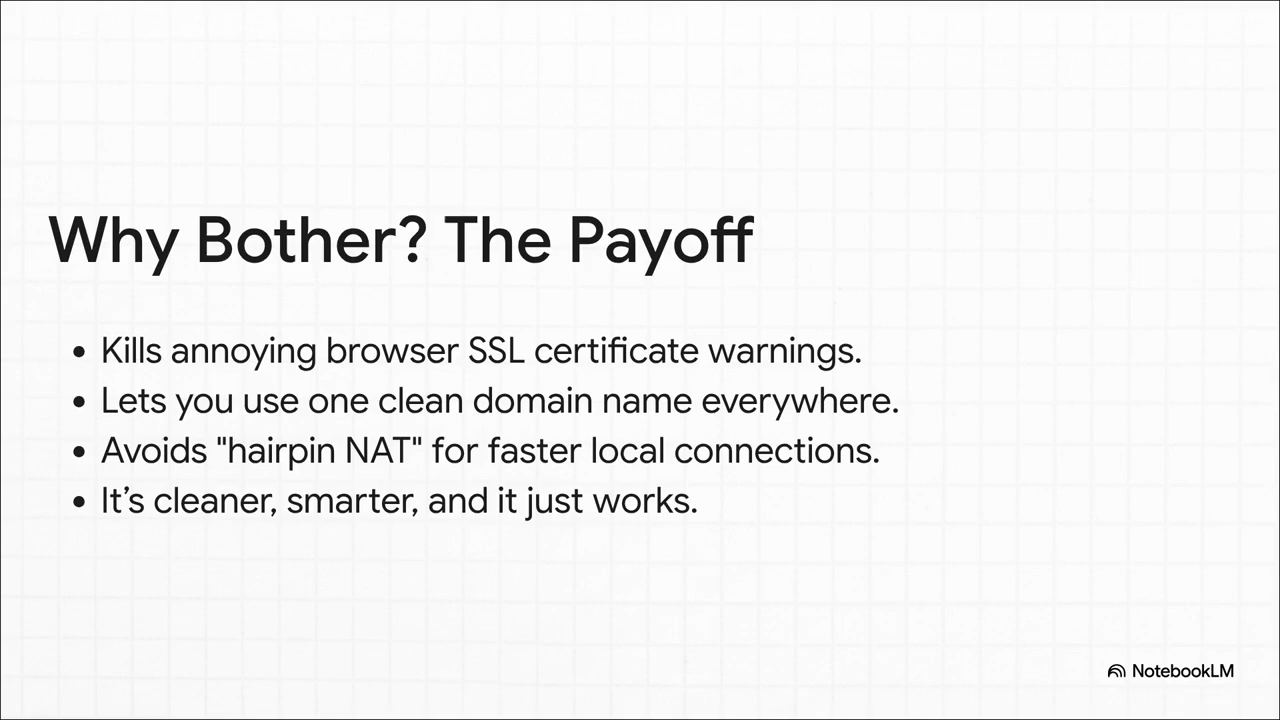 Why Bother? The Payoff
• Kills annoying browser SSL certificate warnings.
• Lets you use one clean domain name everywhere.
• Avoids "hairpin NAT" for faster local connections.
• It’s cleaner, smarter, and it just works.
NotebookLM